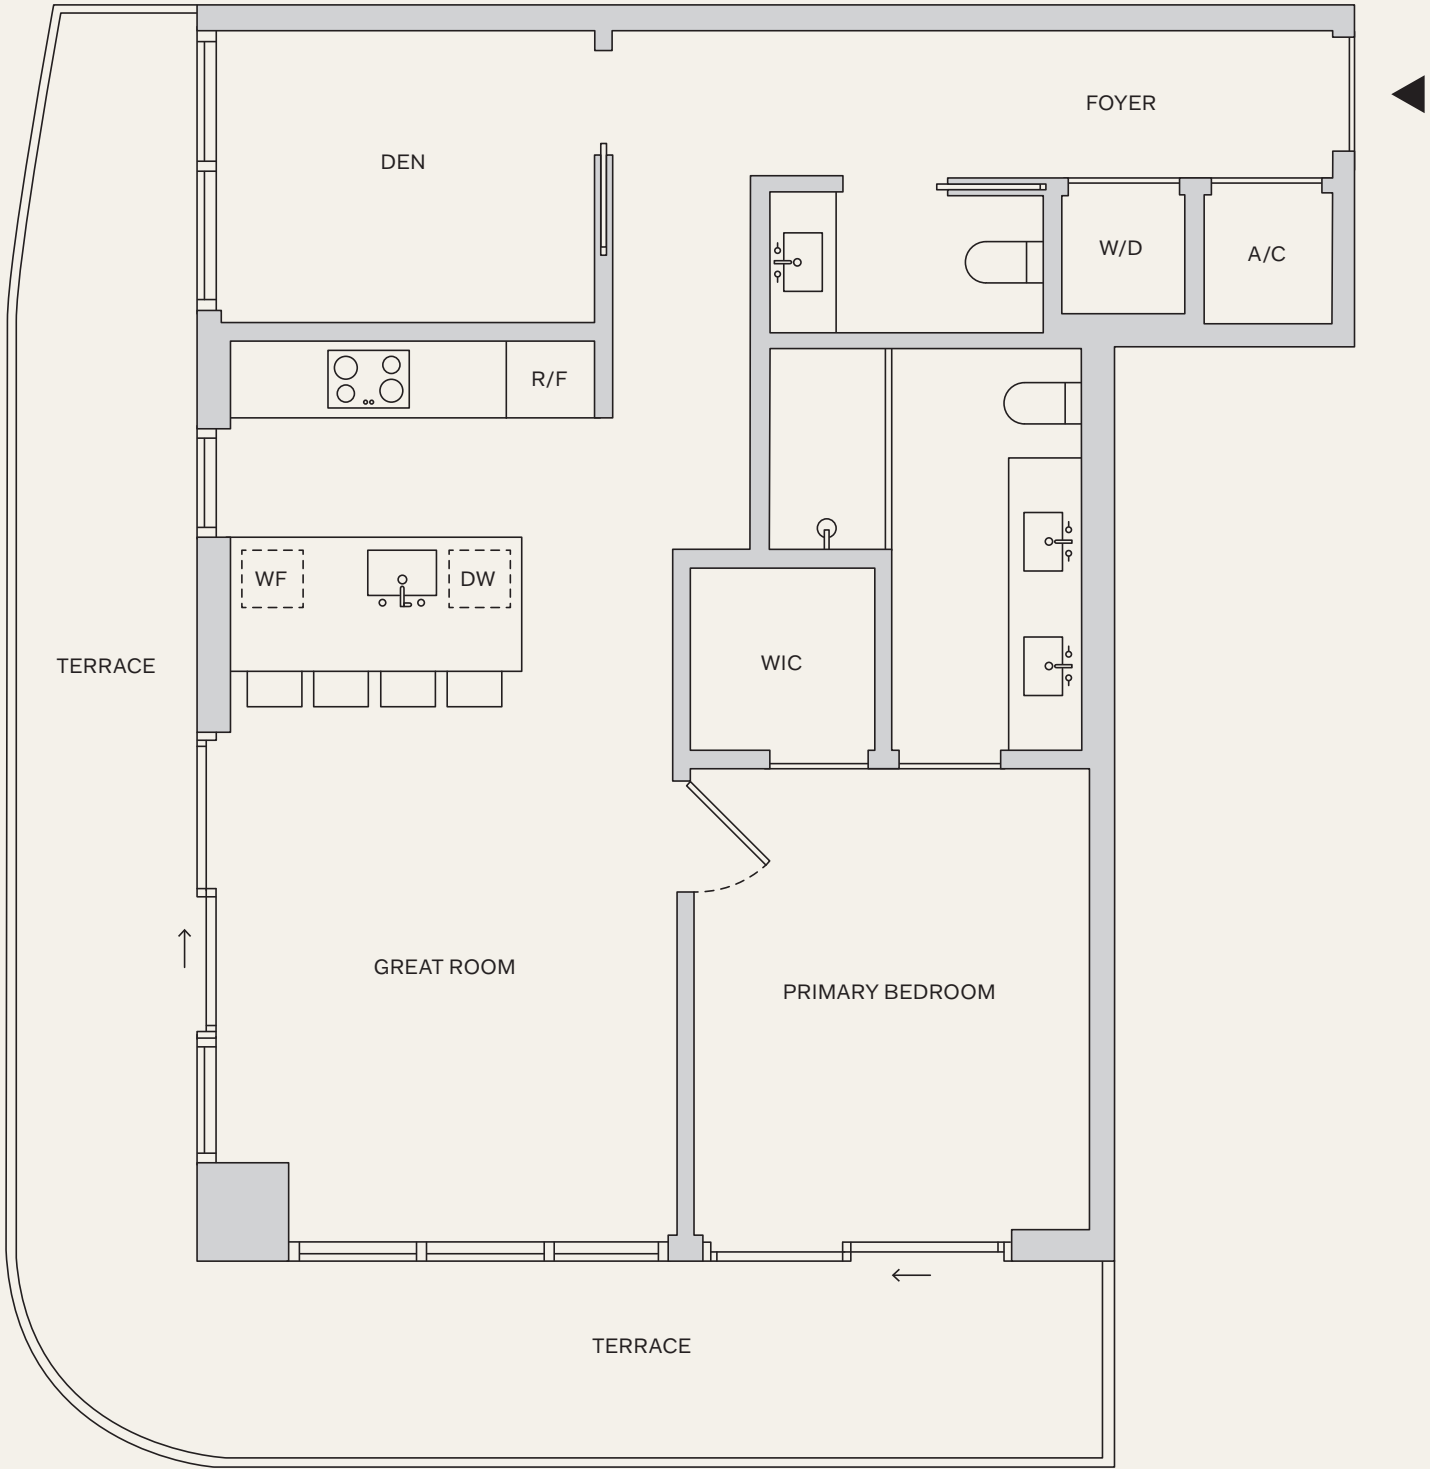 FOYER
DEN
W/D
A/C
R/F
WF
DW
TERRACE
WIC
GREAT ROOM
PRIMARY BEDROOM
TERRACE